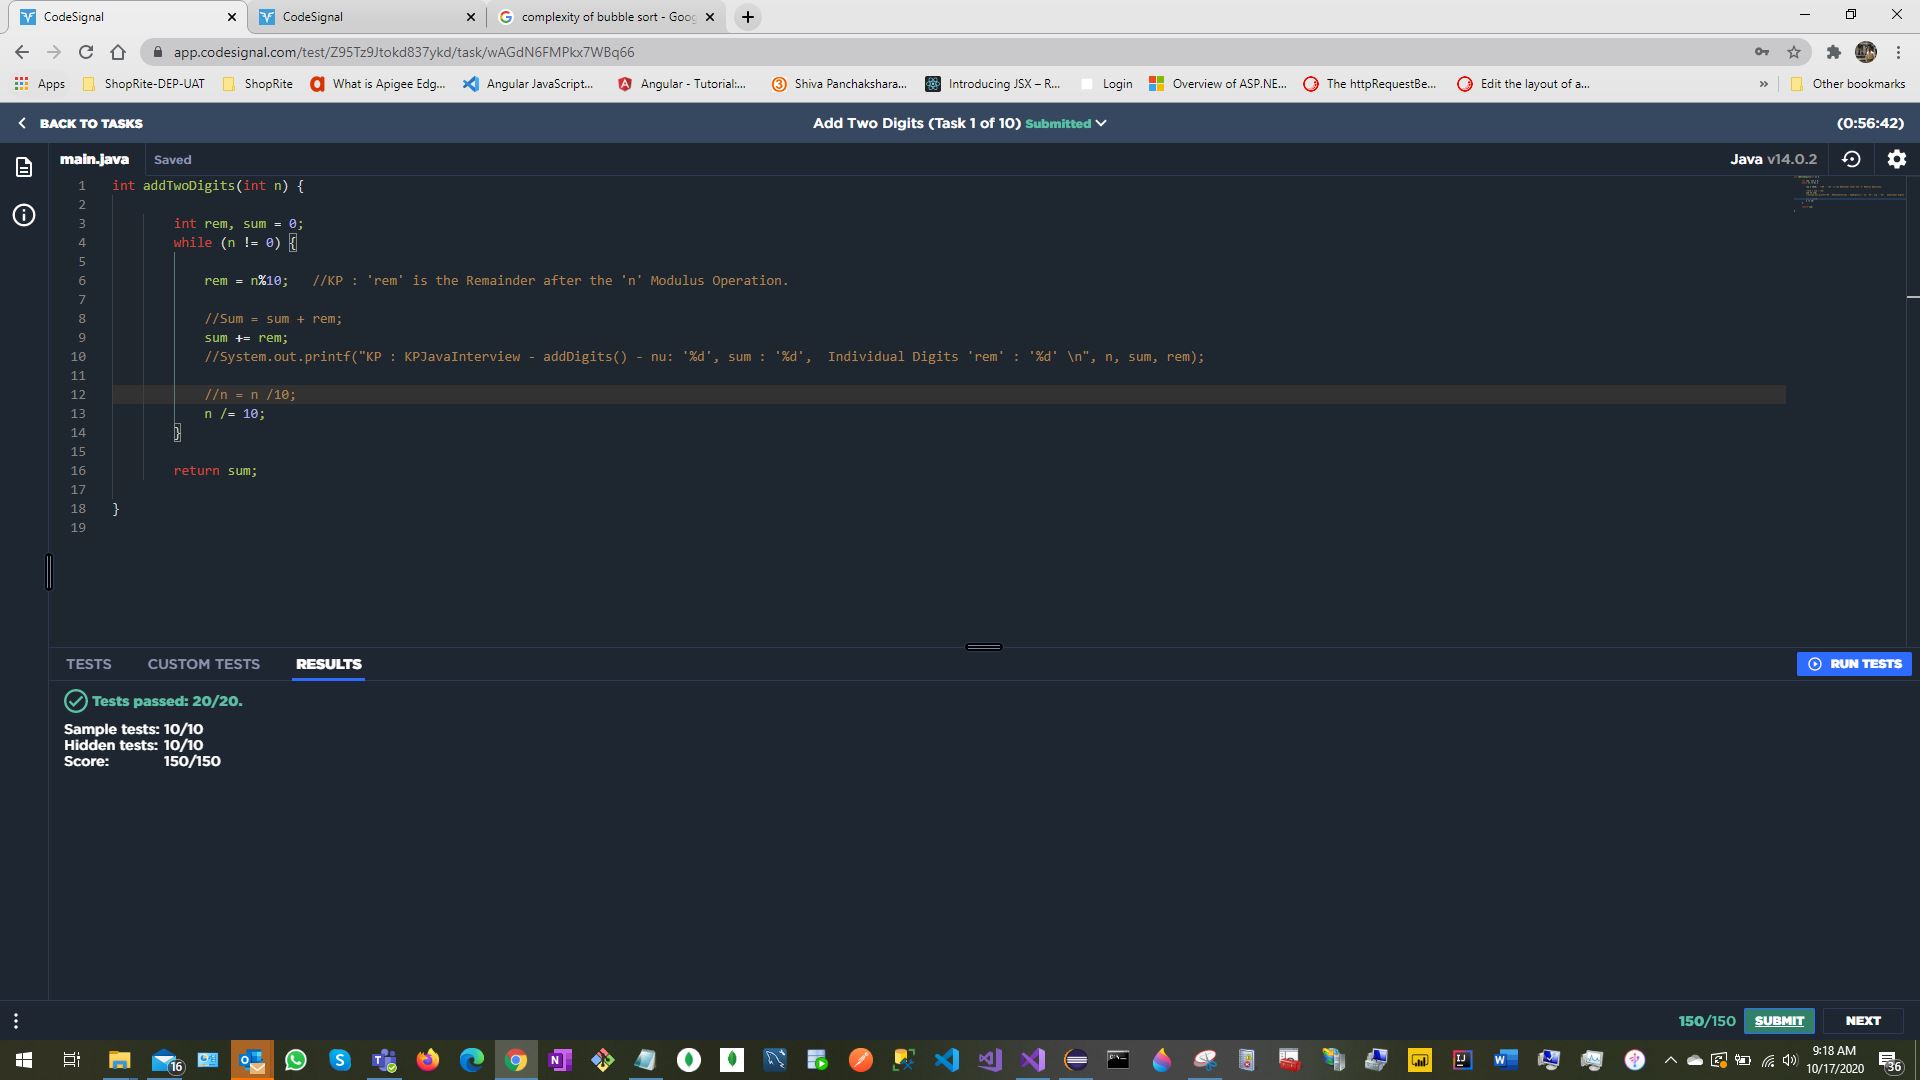 CodeSignal
CodeSignal
complexity of bubble sort - Goog
app.codesignal.com/test/Z95Tz9Jtokd837ykd/task/wAGdN6FMPkx7WBq66
Apps ShopRite-DEP-UAT ShopRite What is Apigee Edg... Angular JavaScript... Angular - Tutorial:... Shiva Panchakshara... Introducing JSX – R... Login Overview of ASP.NE... The httpRequestBe... Edit the layout of a... » Other bookmarks
BACK TO TASKS
Add Two Digits (Task 1 of 10) Submitted
(0:56:42)
main.java Saved
Java v14.0.2
1 int addTwoDigits(int n) {
2
3 int rem, sum = 0;
4 while (n != 0) {
5
6 rem = n%10; //KP : 'rem' is the Remainder after the 'n' Modulus Operation.
7
8 //Sum = sum + rem;
9 sum += rem;
10 //System.out.printf("KP : KPJavaInterview - addDigits() - nu: '%d', sum : '%d', Individual Digits 'rem' : '%d' \n", n, sum, rem);
11
12 //n = n /10;
13 n /= 10;
14 }
15
16 return sum;
17
18 }
19
TESTS CUSTOM TESTS RESULTS
RUN TESTS
Tests passed: 20/20.
Sample tests: 10/10
Hidden tests: 10/10
Score: 150/150
150/150 SUBMIT NEXT
16
9:18 AM
10/17/2020
36